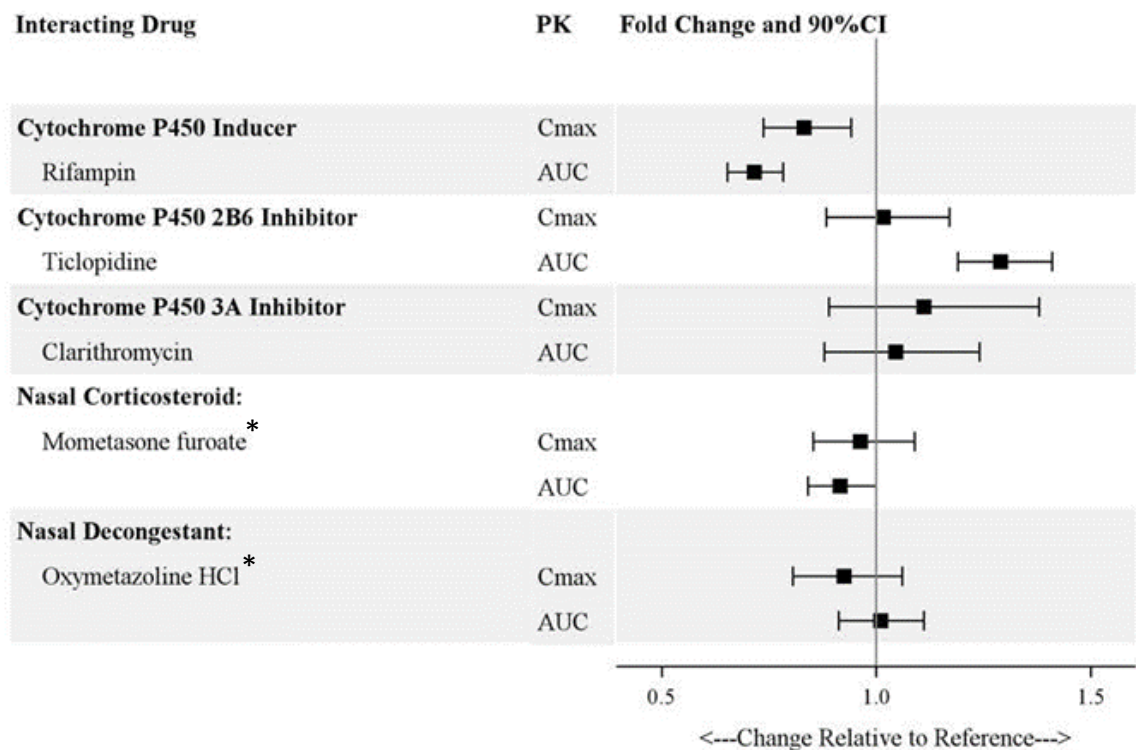 Interacting Drug PK Fold Change and 90%CI
Cytochrome P450 Inducer Cmax
Rifampin AUC
Cytochrome P450 2B6 Inhibitor Cmax
Ticlopidine AUC
Cytochrome P450 3A Inhibitor Cmax
Clarithromycin AUC
Nasal Corticosteroid:
Mometasone furoate* Cmax
AUC
Nasal Decongestant:
Oxymetazoline HCl* Cmax
AUC
0.5 1.0 1.5
<---Change Relative to Reference--->